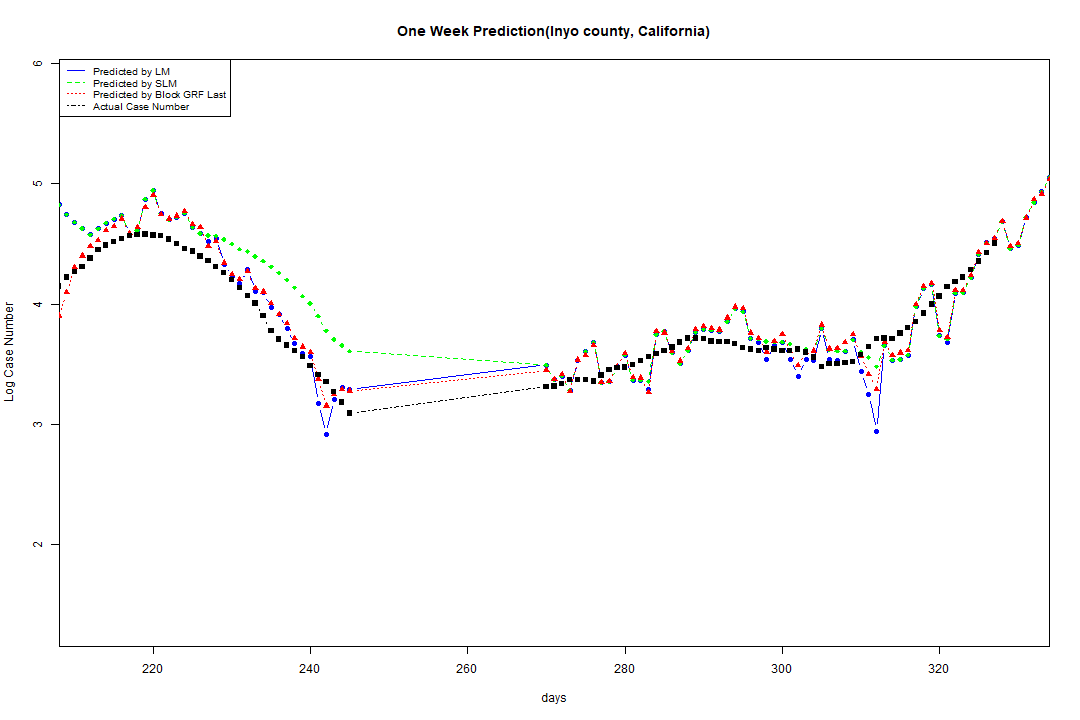 One Week Prediction(Inyo county, California)
Predicted by LM
Predicted by SLM
Predicted by Block GRF Last
Actual Case Number
6
5
4
3
2
Log Case Number
220 240 260 280 300 320
days